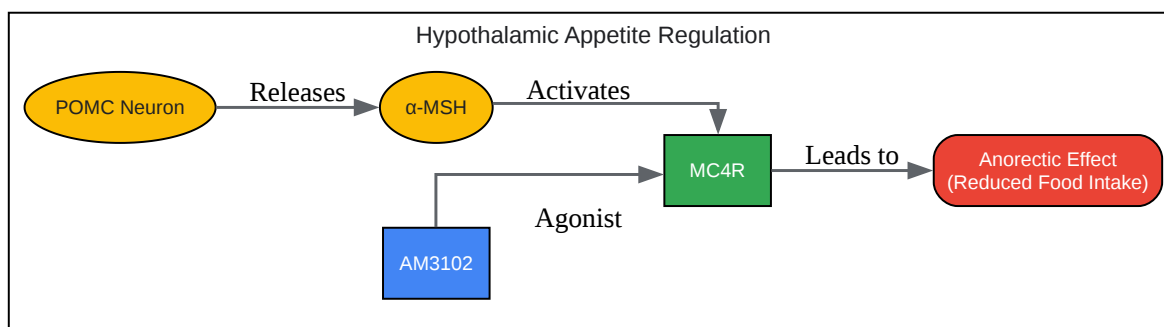 Hypothalamic Appetite Regulation
POMC Neuron
Releases
α-MSH
Activates
MC4R
Leads to
Anorectic Effect
(Reduced Food Intake)
Agonist
AM3102